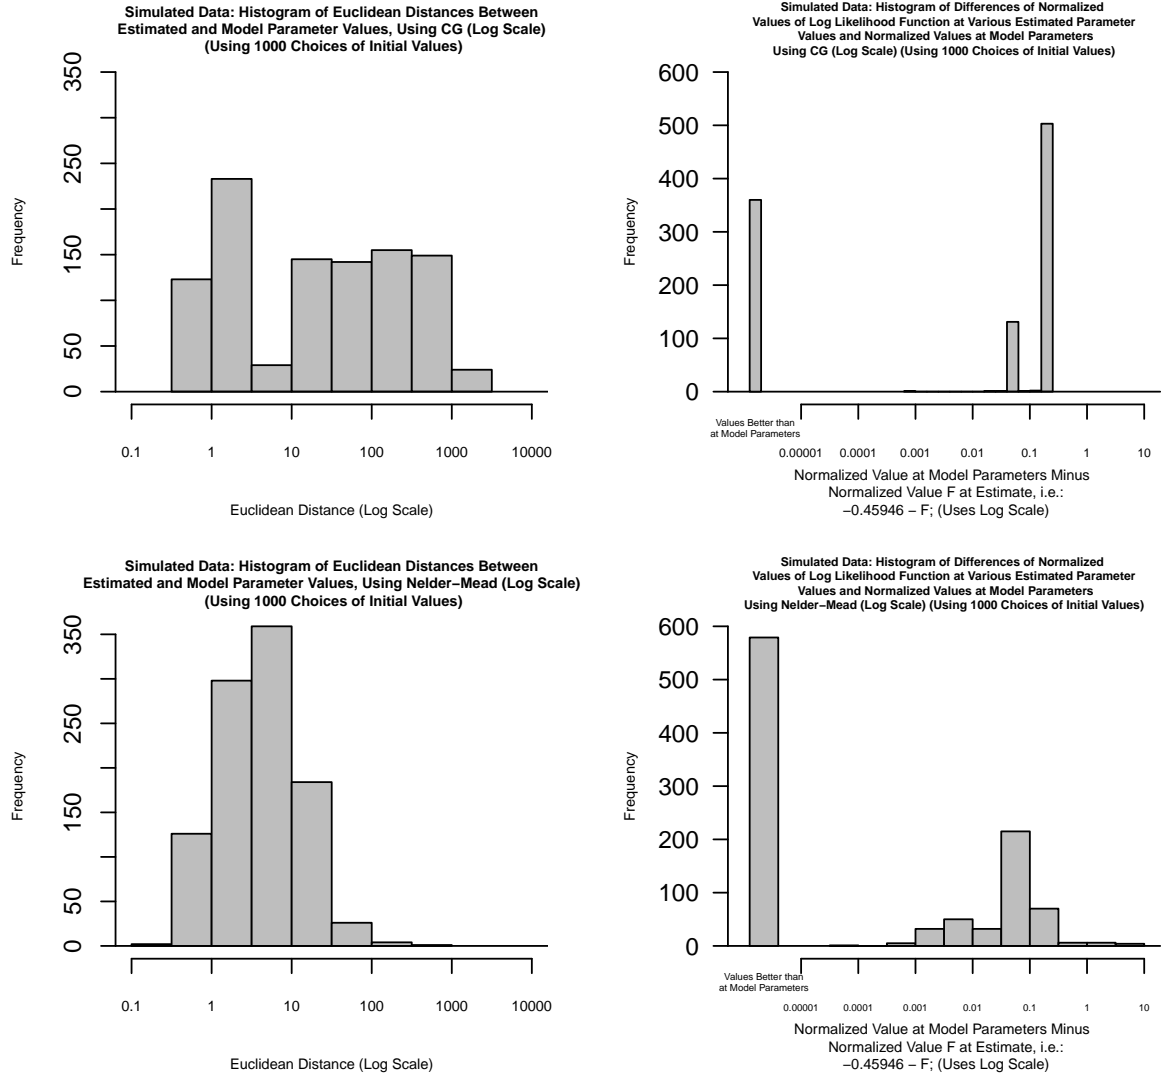 Simulated Data: Histogram of Euclidean Distances Between
Estimated and Model Parameter Values, Using CG (Log Scale)
(Using 1000 Choices of Initial Values)
Frequency
350
250
150
50
0
0.1 1 10 100 1000 10000
Euclidean Distance (Log Scale)
Simulated Data: Histogram of Differences of Normalized
Values of Log Likelihood Function at Various Estimated Parameter
Values and Normalized Values at Model Parameters
Using CG (Log Scale) (Using 1000 Choices of Initial Values)
Frequency
600
500
400
300
200
100
0
Values Better than
at Model Parameters
0.00001 0.0001 0.001 0.01 0.1 1 10
Normalized Value at Model Parameters Minus
Normalized Value F at Estimate, i.e.:
−0.45946 − F; (Uses Log Scale)
Simulated Data: Histogram of Euclidean Distances Between
Estimated and Model Parameter Values, Using Nelder−Mead (Log Scale)
(Using 1000 Choices of Initial Values)
Frequency
350
250
150
50
0
0.1 1 10 100 1000 10000
Euclidean Distance (Log Scale)
Simulated Data: Histogram of Differences of Normalized
Values of Log Likelihood Function at Various Estimated Parameter
Values and Normalized Values at Model Parameters
Using Nelder−Mead (Log Scale) (Using 1000 Choices of Initial Values)
Frequency
600
500
400
300
200
100
0
Values Better than
at Model Parameters
0.00001 0.0001 0.001 0.01 0.1 1 10
Normalized Value at Model Parameters Minus
Normalized Value F at Estimate, i.e.:
−0.45946 − F; (Uses Log Scale)